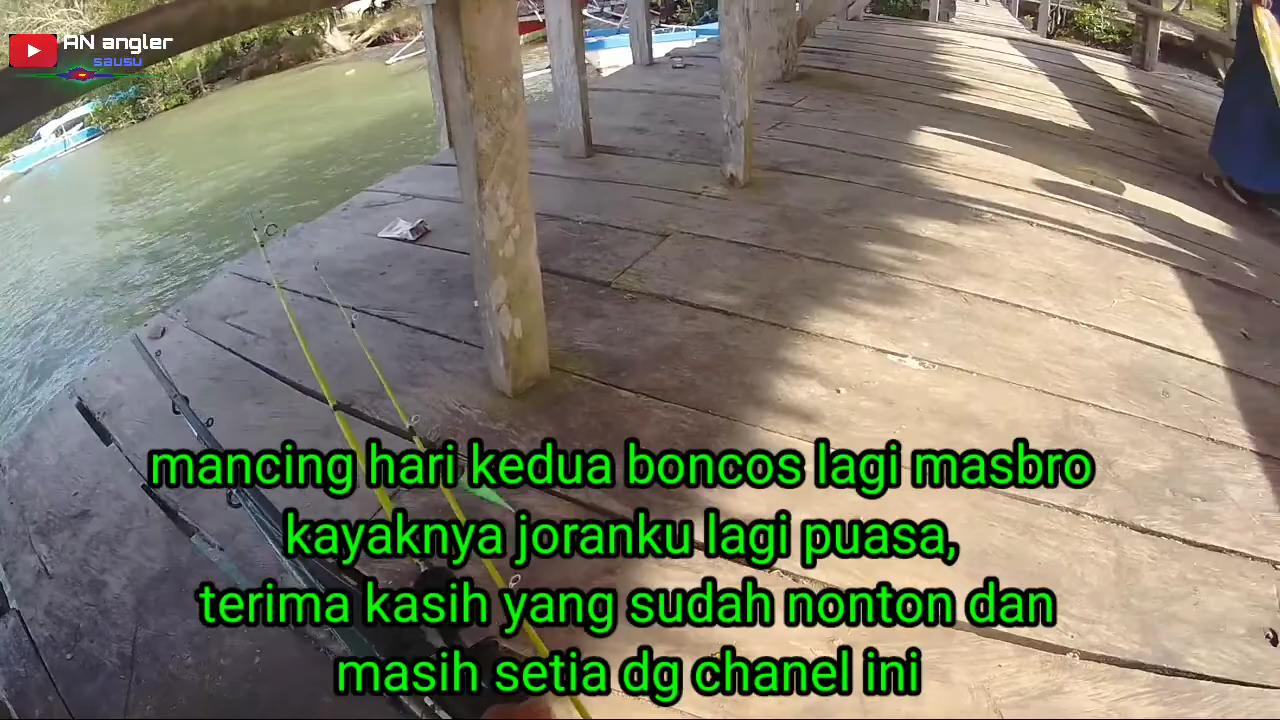 AN angler
sausu
mancing hari kedua boncos lagi masbro
kayaknya joranku lagi puasa,
terima kasih yang sudah nonton dan
masih setia dg chanel ini